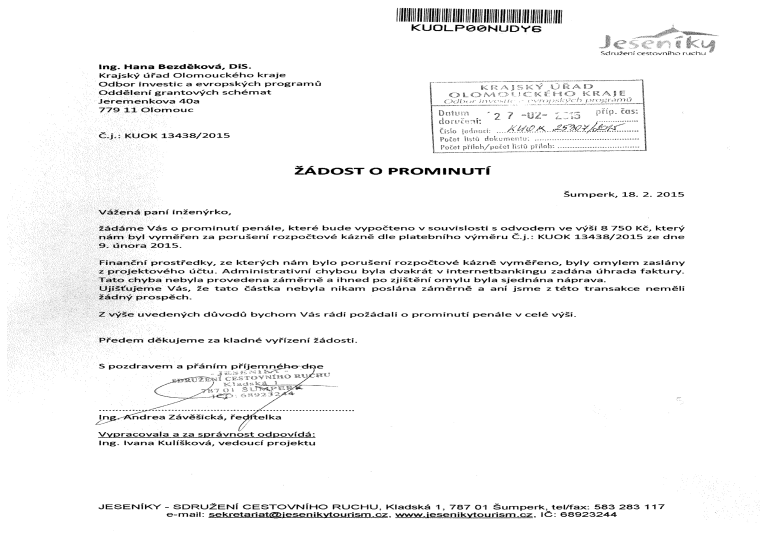 KUOLP00NUDY6
Jeseníky
Sdružení cestovního ruchu
Ing. Hana Bezděková, DiS.
Krajský úřad Olomouckého kraje
Odbor investic a evropských programů
Oddělení grantových schémat
Jeremenkova 40a
779 11 Olomouc
KRAJSKÝ ÚŘAD
OLOMOUCKÉHO KRAJE
Odbor investic a evropských programů
Datum doručení: 27 -02- 2015 příp. čas:
Číslo jednací: KUOK 25907/2015
Počet listů dokumentu:
Počet příloh/počet listů příloh:
Č.j.: KUOK 13438/2015
ŽÁDOST O PROMINUTÍ
Šumperk, 18. 2. 2015
Vážená paní inženýrko,
žádáme Vás o prominutí penále, které bude vypočteno v souvislosti s odvodem ve výši 8 750 Kč, který
nám byl vyměřen za porušení rozpočtové kázně dle platebního výměru Č.j.: KUOK 13438/2015 ze dne
9. února 2015.
Finanční prostředky, ze kterých nám bylo porušení rozpočtové kázně vyměřeno, byly omylem zaslány
z projektového účtu. Administrativní chybou byla dvakrát v internetbankingu zadána úhrada faktury.
Tato chyba nebyla provedena záměrně a ihned po zjištění omylu byla sjednána náprava.
Ujišťujeme Vás, že tato částka nebyla nikam poslána záměrně a ani jsme z této transakce neměli
žádný prospěch.
Z výše uvedených důvodů bychom Vás rádi požádali o prominutí penále v celé výši.
Předem děkujeme za kladné vyřízení žádosti.
S pozdravem a přáním příjemného dne
- JESENÍKY -
SDRUŽENÍ CESTOVNÍHO RUCHU
Kladská 1
787 01 ŠUMPERK
IČO: 68923244
Ing. Andrea Závěšická, ředitelka
Vypracovala a za správnost odpovídá:
Ing. Ivana Kulíšková, vedoucí projektu
JESENÍKY - SDRUŽENÍ CESTOVNÍHO RUCHU, Kladská 1, 787 01 Šumperk, tel/fax: 583 283 117
e-mail: sekretariat@jesenikytourism.cz, www.jesenikytourism.cz, IČ: 68923244